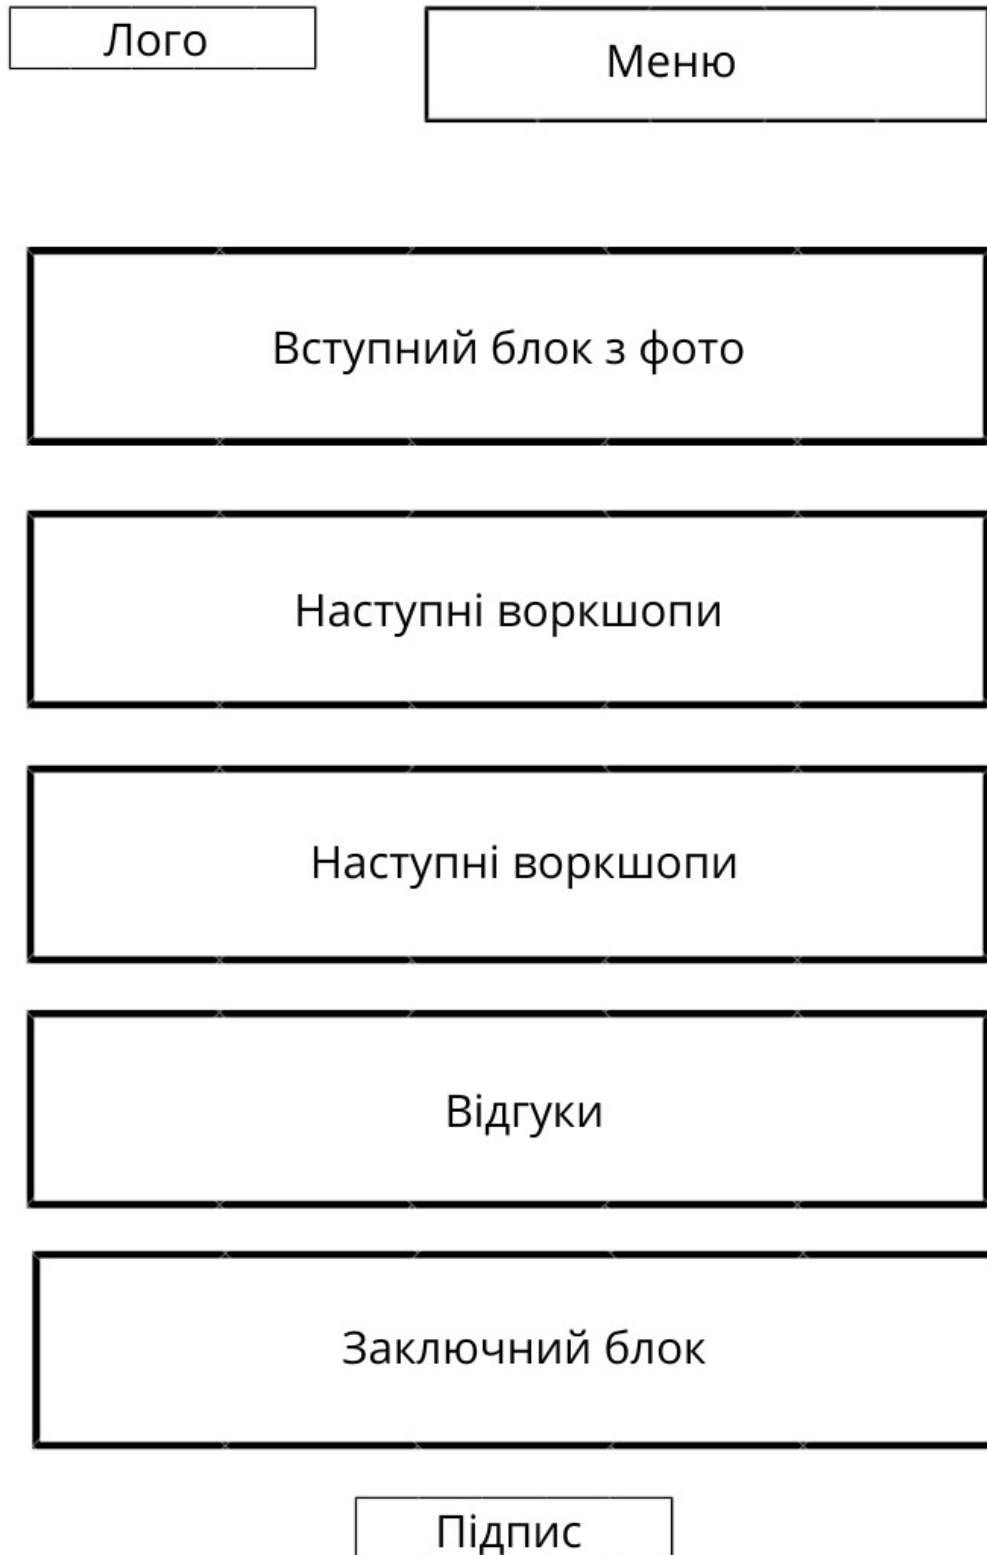 Лого
Меню
Вступний блок з фото
Наступні воркшопи
Наступні воркшопи
Відгуки
Заключний блок
Підпис